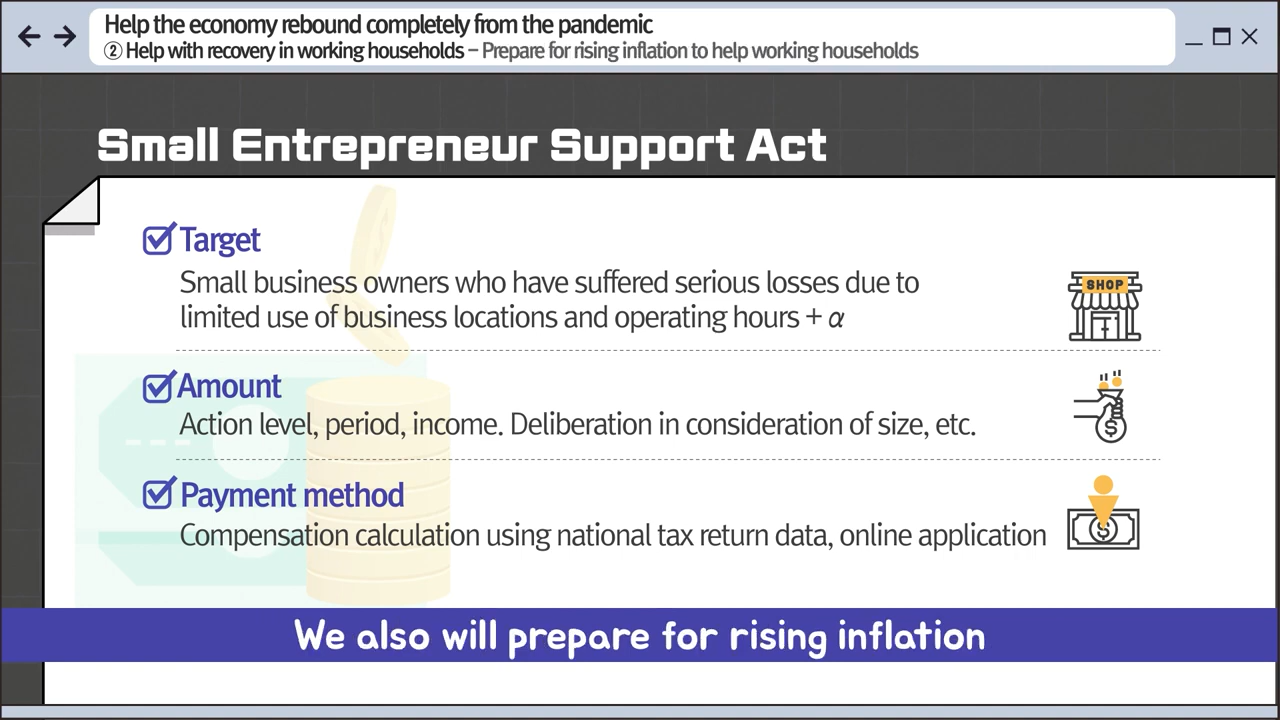 Help the economy rebound completely from the pandemic
② Help with recovery in working households – Prepare for rising inflation to help working households
Small Entrepreneur Support Act
Target
Small business owners who have suffered serious losses due to
limited use of business locations and operating hours + α
SHOP
Amount
Action level, period, income. Deliberation in consideration of size, etc.
$
Payment method
Compensation calculation using national tax return data, online application
$
We also will prepare for rising inflation